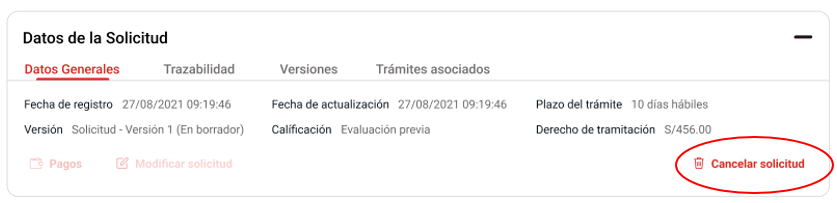 Datos de la Solicitud
Datos Generales Trazabilidad Versiones Trámites asociados
Fecha de registro 27/08/2021 09:19:46 Fecha de actualización 27/08/2021 09:19:46 Plazo del trámite 10 días hábiles
Versión Solicitud - Versión 1 (En borrador) Calificación Evaluación previa Derecho de tramitación S/456.00
Pagos Modificar solicitud Cancelar solicitud